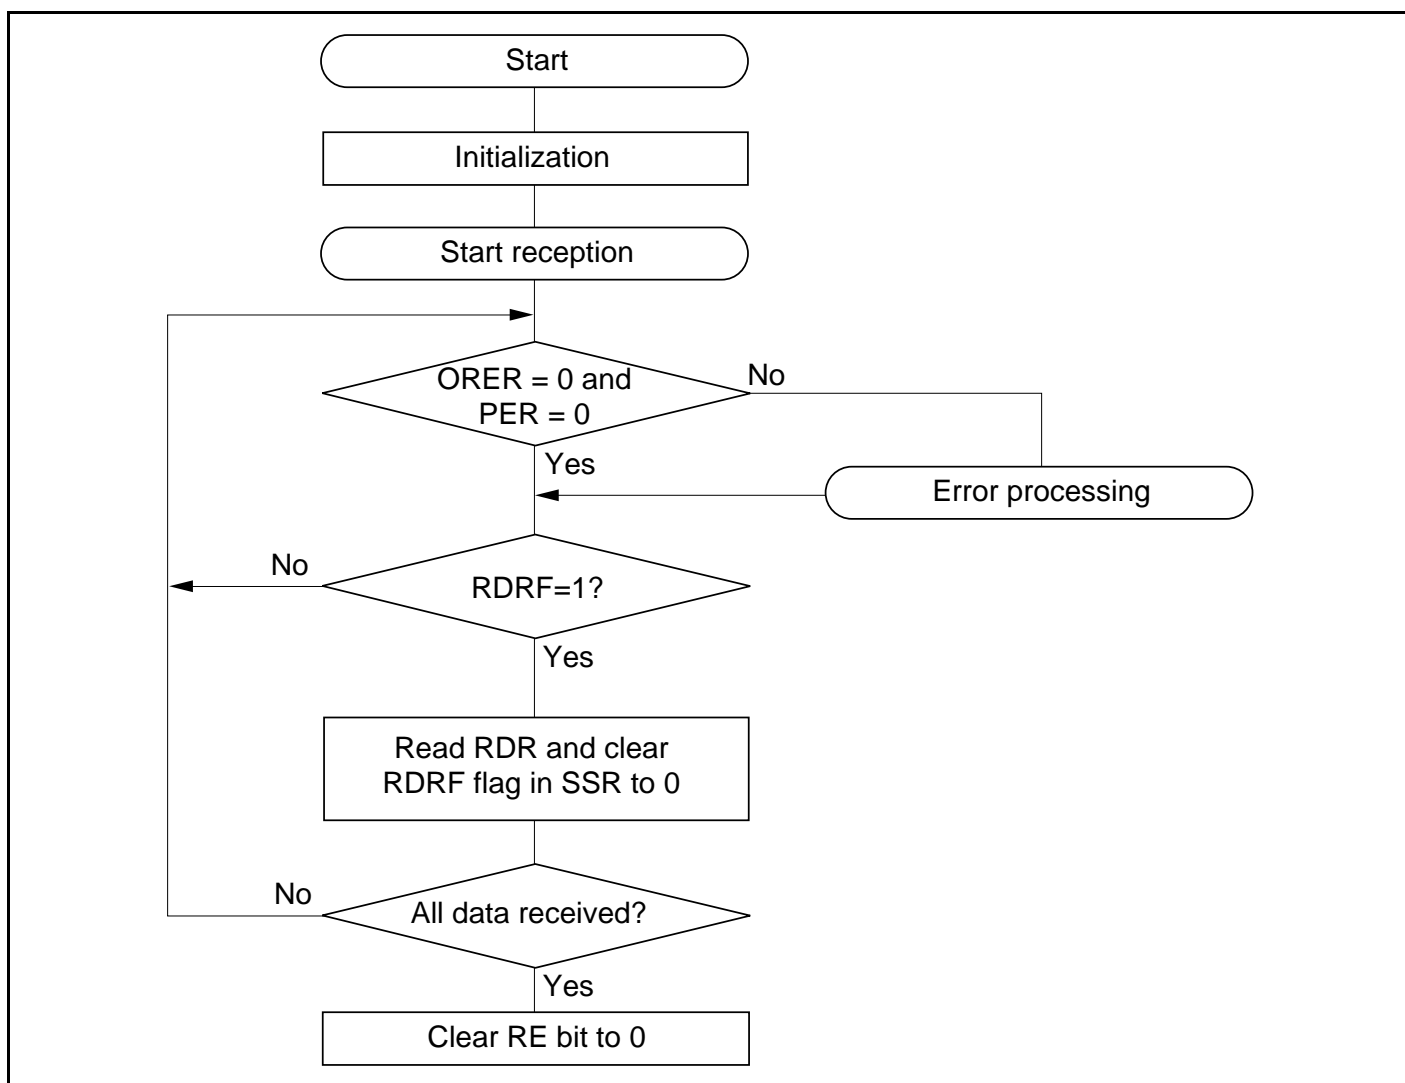 Start
Initialization
Start reception
ORER = 0 and
PER = 0
No
Yes
Error processing
No
RDRF=1?
Yes
Read RDR and clear
RDRF flag in SSR to 0
No
All data received?
Yes
Clear RE bit to 0